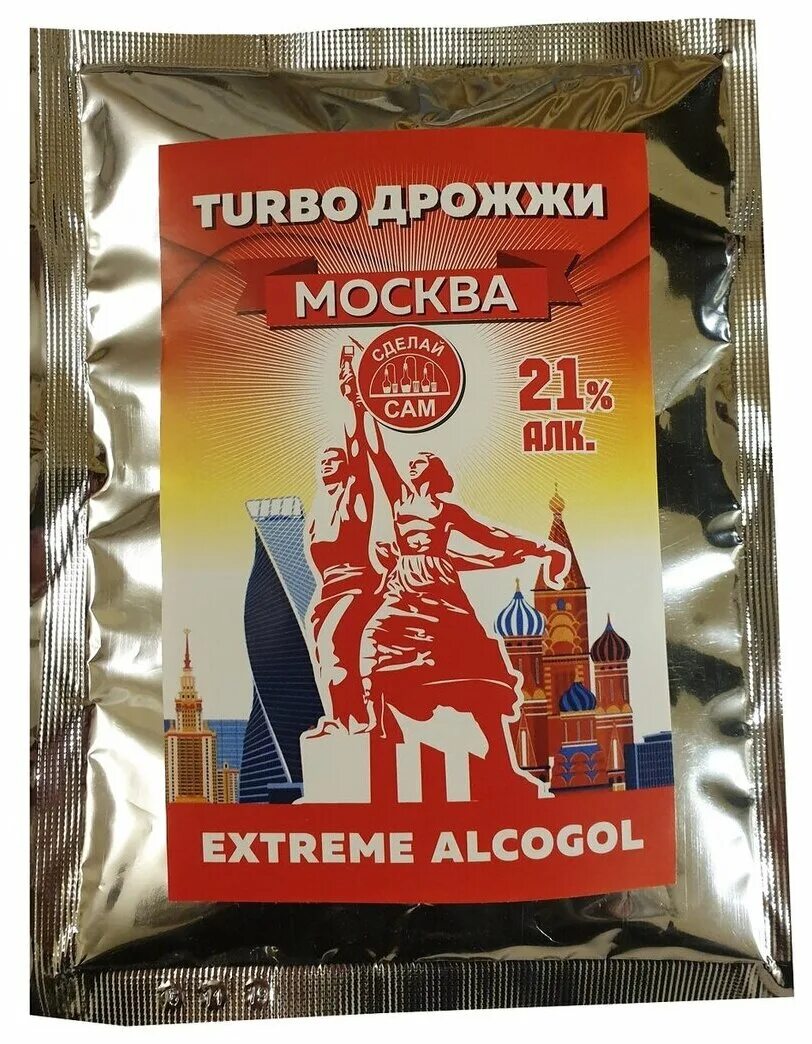 TURBO ДРОЖЖИ
МОСКВА
СДЕЛАЙ
САМ
21%
АЛК.
EXTREME ALCOGOL